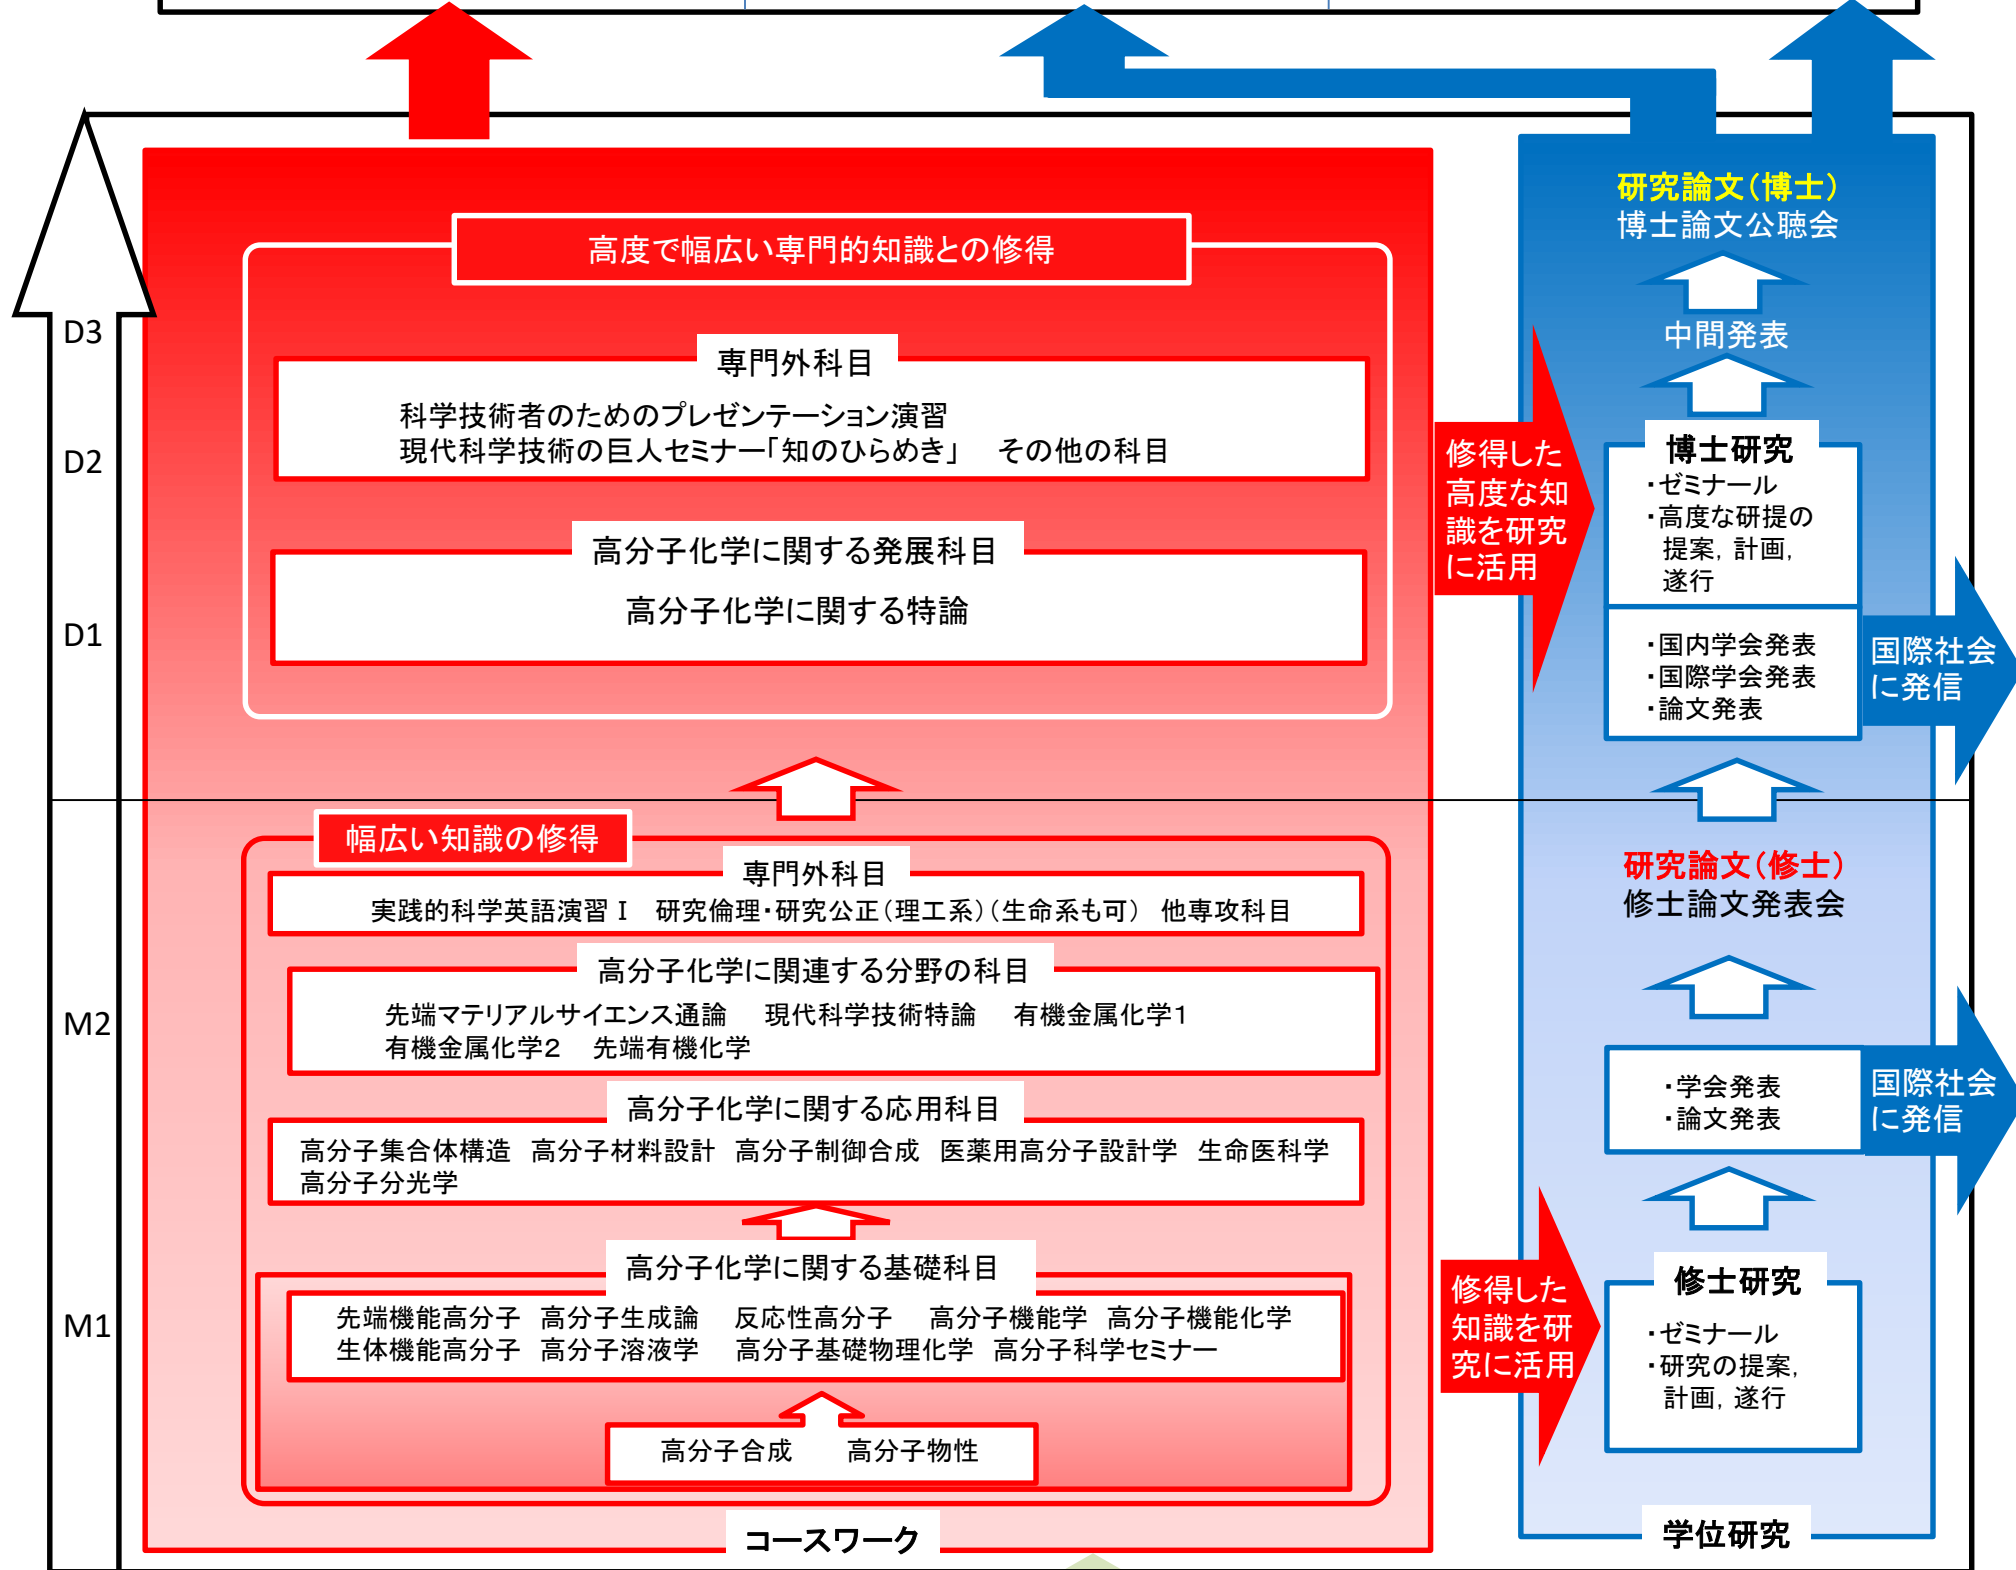 D3
D2
D1
M2
M1
高度で幅広い専門的知識との修得
専門外科目
科学技術者のためのプレゼンテーション演習
現代科学技術の巨人セミナー「知のひらめき」　その他の科目
高分子化学に関する発展科目
高分子化学に関する特論
幅広い知識の修得
専門外科目
実践的科学英語演習Ⅰ　研究倫理・研究公正（理工系）（生命系も可）　他専攻科目
高分子化学に関連する分野の科目
先端マテリアルサイエンス通論　現代科学技術特論　有機金属化学1
有機金属化学2　先端有機化学
高分子化学に関する応用科目
高分子集合体構造　高分子材料設計　高分子制御合成　医薬用高分子設計学　生命医科学
高分子分光学
高分子化学に関する基礎科目
先端機能高分子　高分子生成論　反応性高分子　高分子機能学　高分子機能化学
生体機能高分子　高分子溶液学　高分子基礎物理化学　高分子科学セミナー
高分子合成　高分子物性
コースワーク
修得した
高度な知
識を研究
に活用
修得した
知識を研
究に活用
研究論文（博士）
博士論文公聴会
中間発表
博士研究
・ゼミナール
・高度な研提の
提案，計画，
遂行
・国内学会発表
・国際学会発表
・論文発表
国際社会
に発信
研究論文（修士）
修士論文発表会
・学会発表
・論文発表
国際社会
に発信
修士研究
・ゼミナール
・研究の提案，
計画，遂行
学位研究